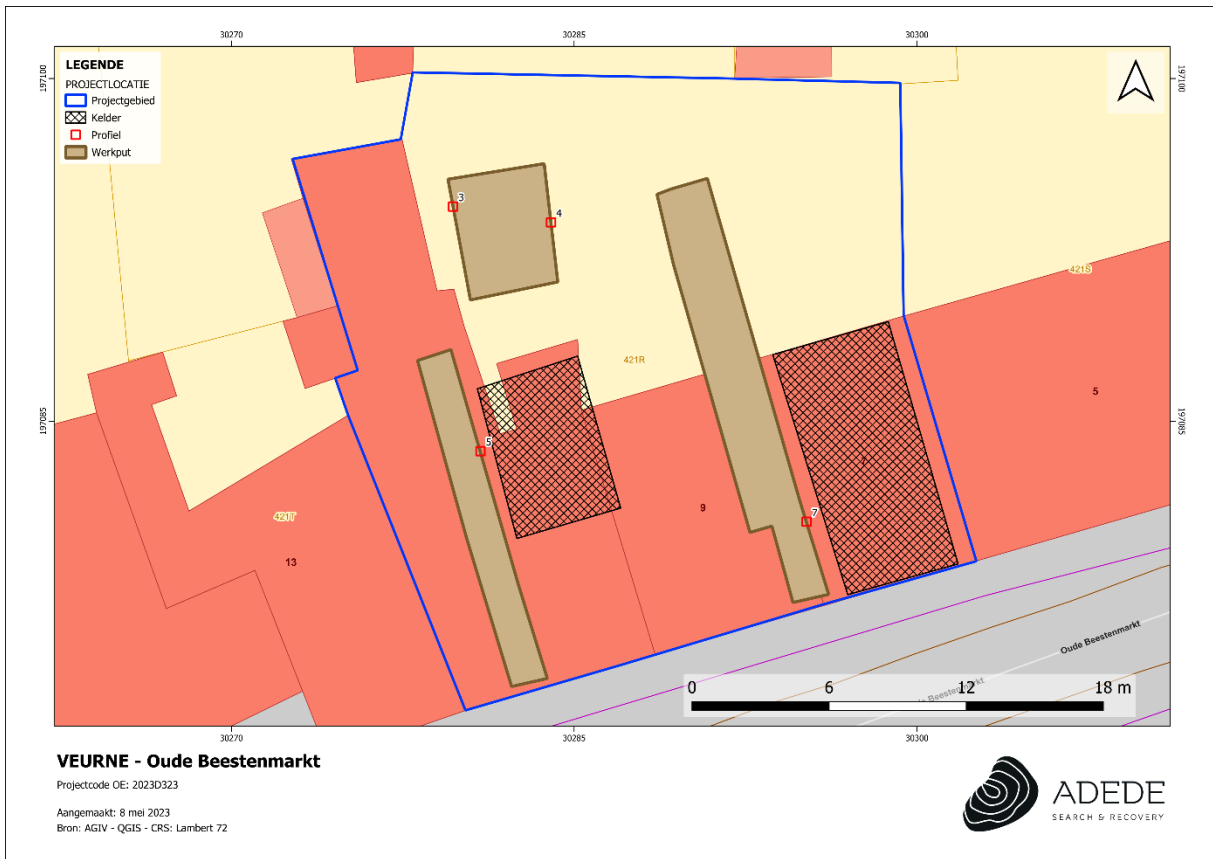 30270
30285
30300
197100
197100
LEGENDE
PROJECTLOCATIE
Projectgebied
Kelder
Profiel
Werkput
3
4
421S
421R
5
197085
197085
5
9
7
421T
13
Oude Beestenmarkt
Beestenmarkt
0 6 12 18 m
30270
30285
30300
VEURNE - Oude Beestenmarkt
Projectcode OE: 2023D323
Aangemaakt: 8 mei 2023
Bron: AGIV - QGIS - CRS: Lambert 72
ADEDE
SEARCH & RECOVERY